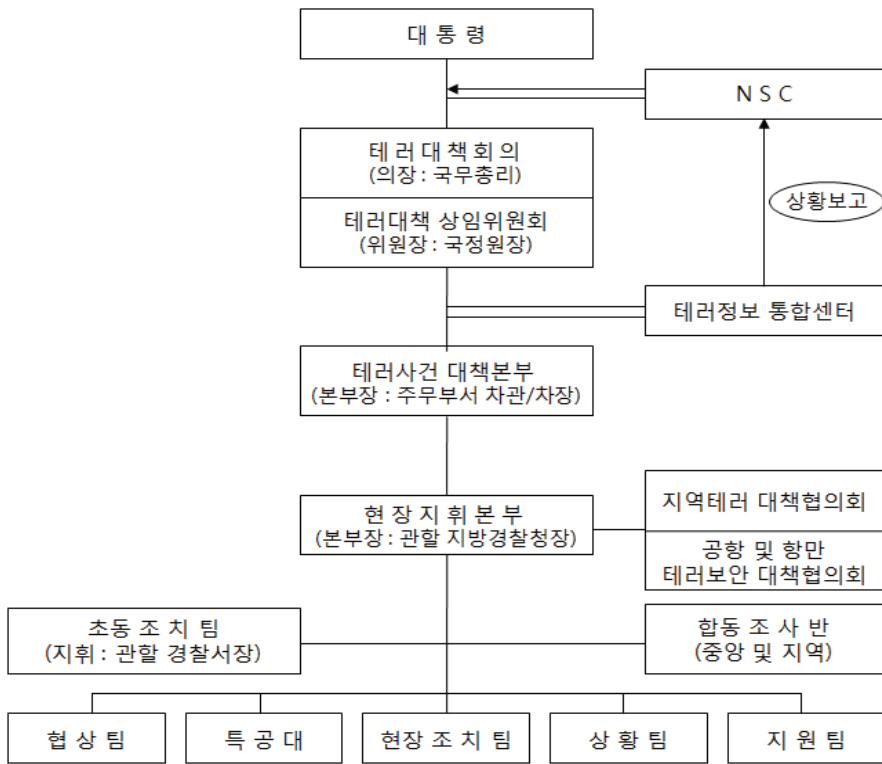 대 통 령
N S C
테 러 대 책 회 의
(의장 : 국무총리)
테러대책 상임위원회
(위원장 : 국정원장)
상황보고
테러정보 통합센터
테러사건 대책본부
(본부장 : 주무부서 차관/차장)
현 장 지 휘 본 부
(본부장 : 관할 지방경찰청장)
지역테러 대책협의회
공항 및 항만
테러보안 대책협의회
초동 조 치 팀
(지휘 : 관할 경찰서장)
합동 조 사 반
(중앙 및 지역)
협 상 팀
특 공 대
현장 조 치 팀
상 황 팀
지 원 팀